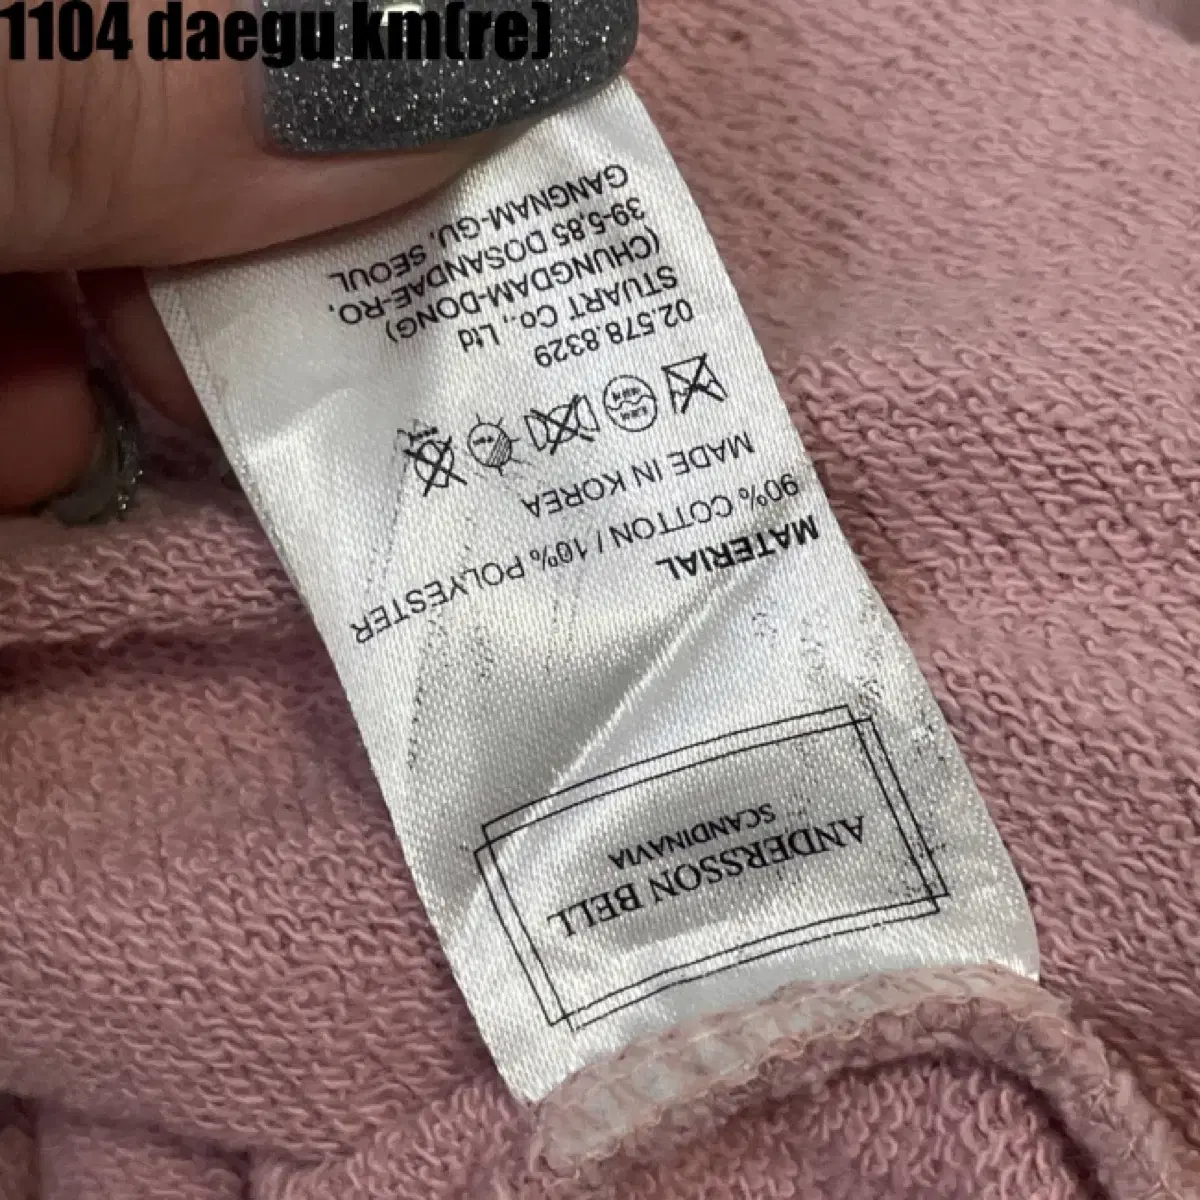 1104 daegu km(re)
ANDERSSON BELL
SCANDINAVIA
MATERIAL
90% COTTON / 10% POLYESTER
MADE IN KOREA
02.578.8329
STUART Co., Ltd
(CHUNGDAM-DONG)
39-5,85 DOSANDAE-RO,
GANGNAM-GU, SEOUL